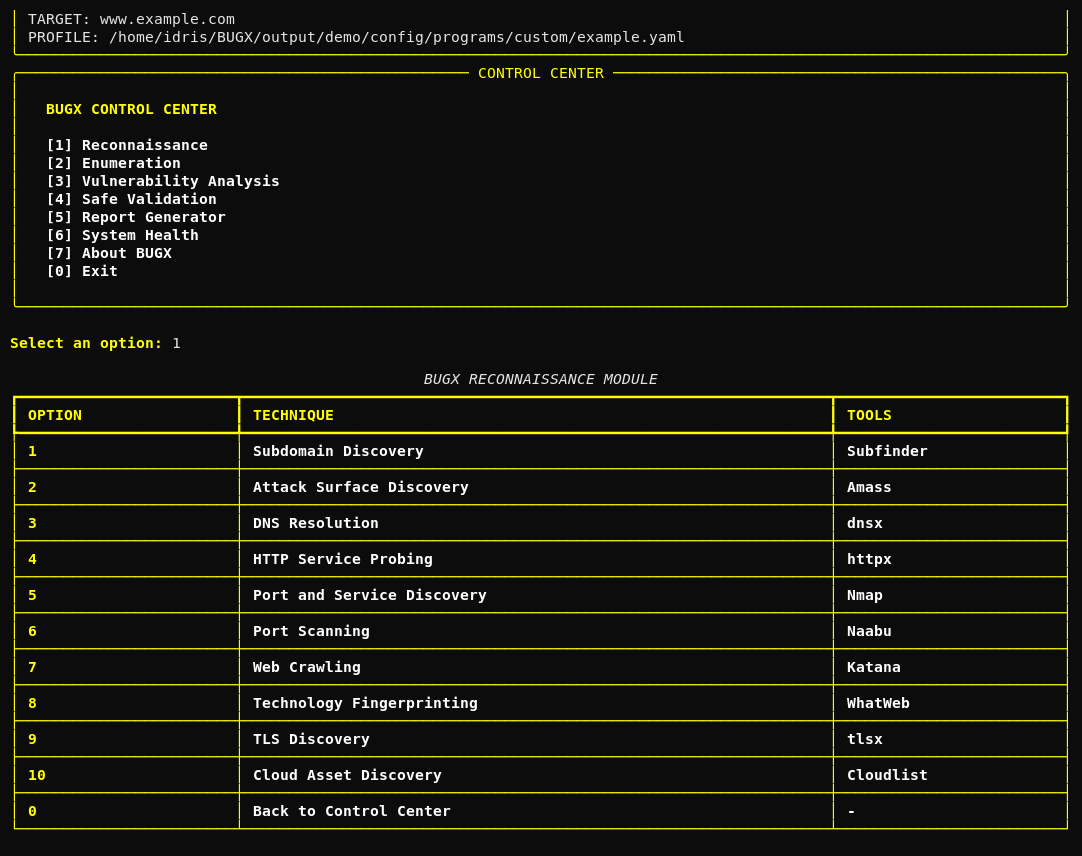 TARGET: www.example.com
PROFILE: /home/idris/BUGX/output/demo/config/programs/custom/example.yaml
CONTROL CENTER
BUGX CONTROL CENTER
[1] Reconnaissance
[2] Enumeration
[3] Vulnerability Analysis
[4] Safe Validation
[5] Report Generator
[6] System Health
[7] About BUGX
[0] Exit
Select an option: 1
BUGX RECONNAISSANCE MODULE
OPTION TECHNIQUE TOOLS
1 Subdomain Discovery Subfinder
2 Attack Surface Discovery Amass
3 DNS Resolution dnsx
4 HTTP Service Probing httpx
5 Port and Service Discovery Nmap
6 Port Scanning Naabu
7 Web Crawling Katana
8 Technology Fingerprinting WhatWeb
9 TLS Discovery tlsx
10 Cloud Asset Discovery Cloudlist
0 Back to Control Center -